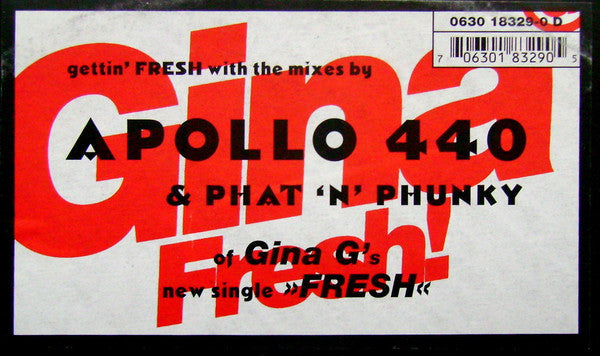 0630 18329-0 D
7 06301 83290 5
Gina
gettin' FRESH with the mixes by
APOLLO 440
& PHAT 'N' PHUNKY
Fresh!
of Gina G's
new single »FRESH«